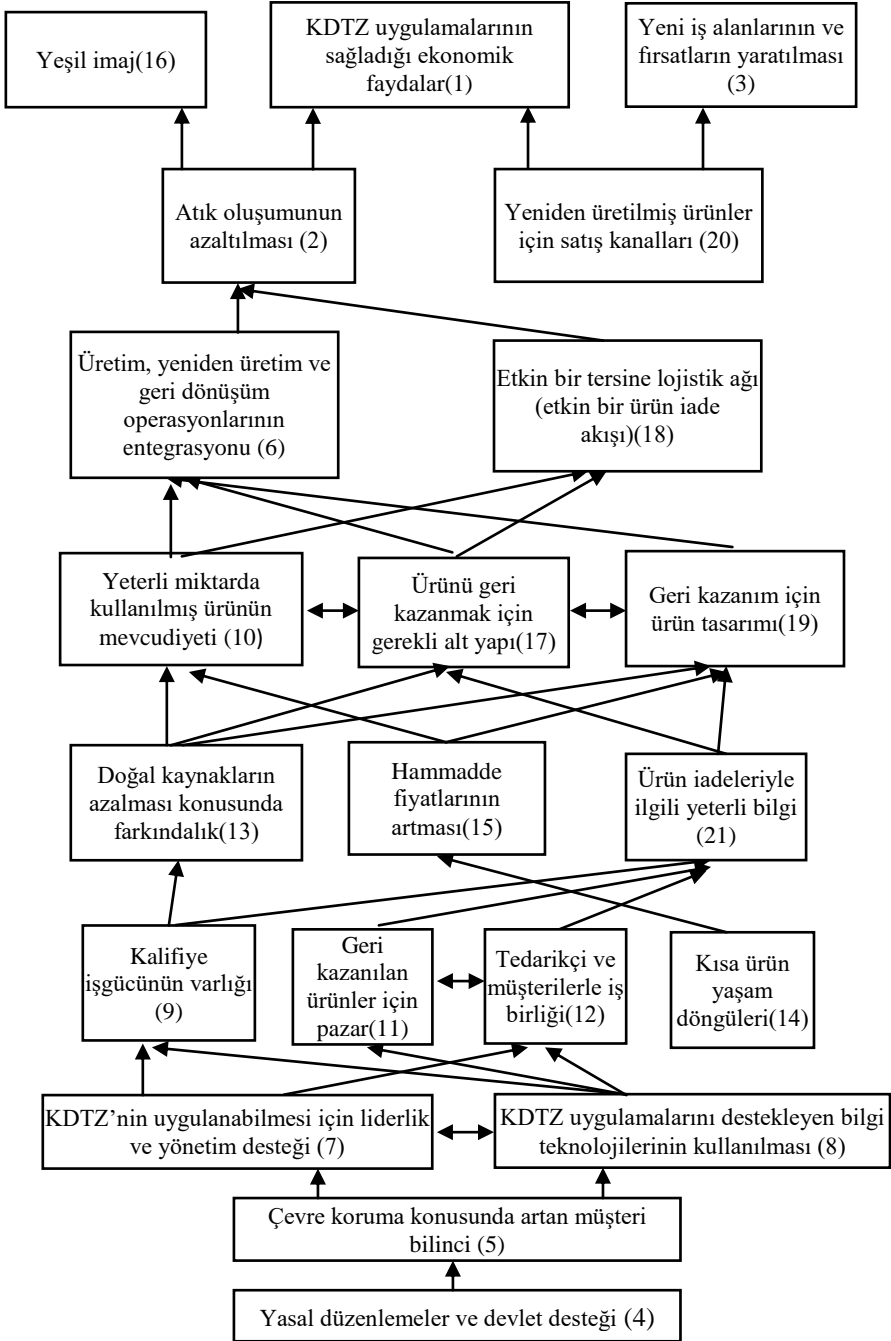 Yeşil imaj(16)
KDTZ uygulamalarının
sağladığı ekonomik
faydalar(1)
Yeni iş alanlarının ve
fırsatların yaratılması
(3)
Atık oluşumunun
azaltılması (2)
Yeniden üretilmiş ürünler
için satış kanalları (20)
Üretim, yeniden üretim ve
geri dönüşüm
operasyonlarının
entegrasyonu (6)
Etkin bir tersine lojistik ağı
(etkin bir ürün iade
akışı)(18)
Yeterli miktarda
kullanılmış ürünün
mevcudiyeti (10)
Ürünü geri
kazanmak için
gerekli alt yapı(17)
Geri kazanım için
ürün tasarımı(19)
Doğal kaynakların
azalması konusunda
farkındalık(13)
Hammadde
fiyatlarının
artması(15)
Ürün iadeleriyle
ilgili yeterli bilgi
(21)
Kalifiye
işgücünün varlığı
(9)
Geri
kazanılan
ürünler için
pazar(11)
Tedarikçi ve
müşterilerle iş
birliği(12)
Kısa ürün
yaşam
döngüleri(14)
KDTZ’nin uygulanabilmesi için liderlik
ve yönetim desteği (7)
KDTZ uygulamalarını destekleyen bilgi
teknolojilerinin kullanılması (8)
Çevre koruma konusunda artan müşteri
bilinci (5)
Yasal düzenlemeler ve devlet desteği (4)